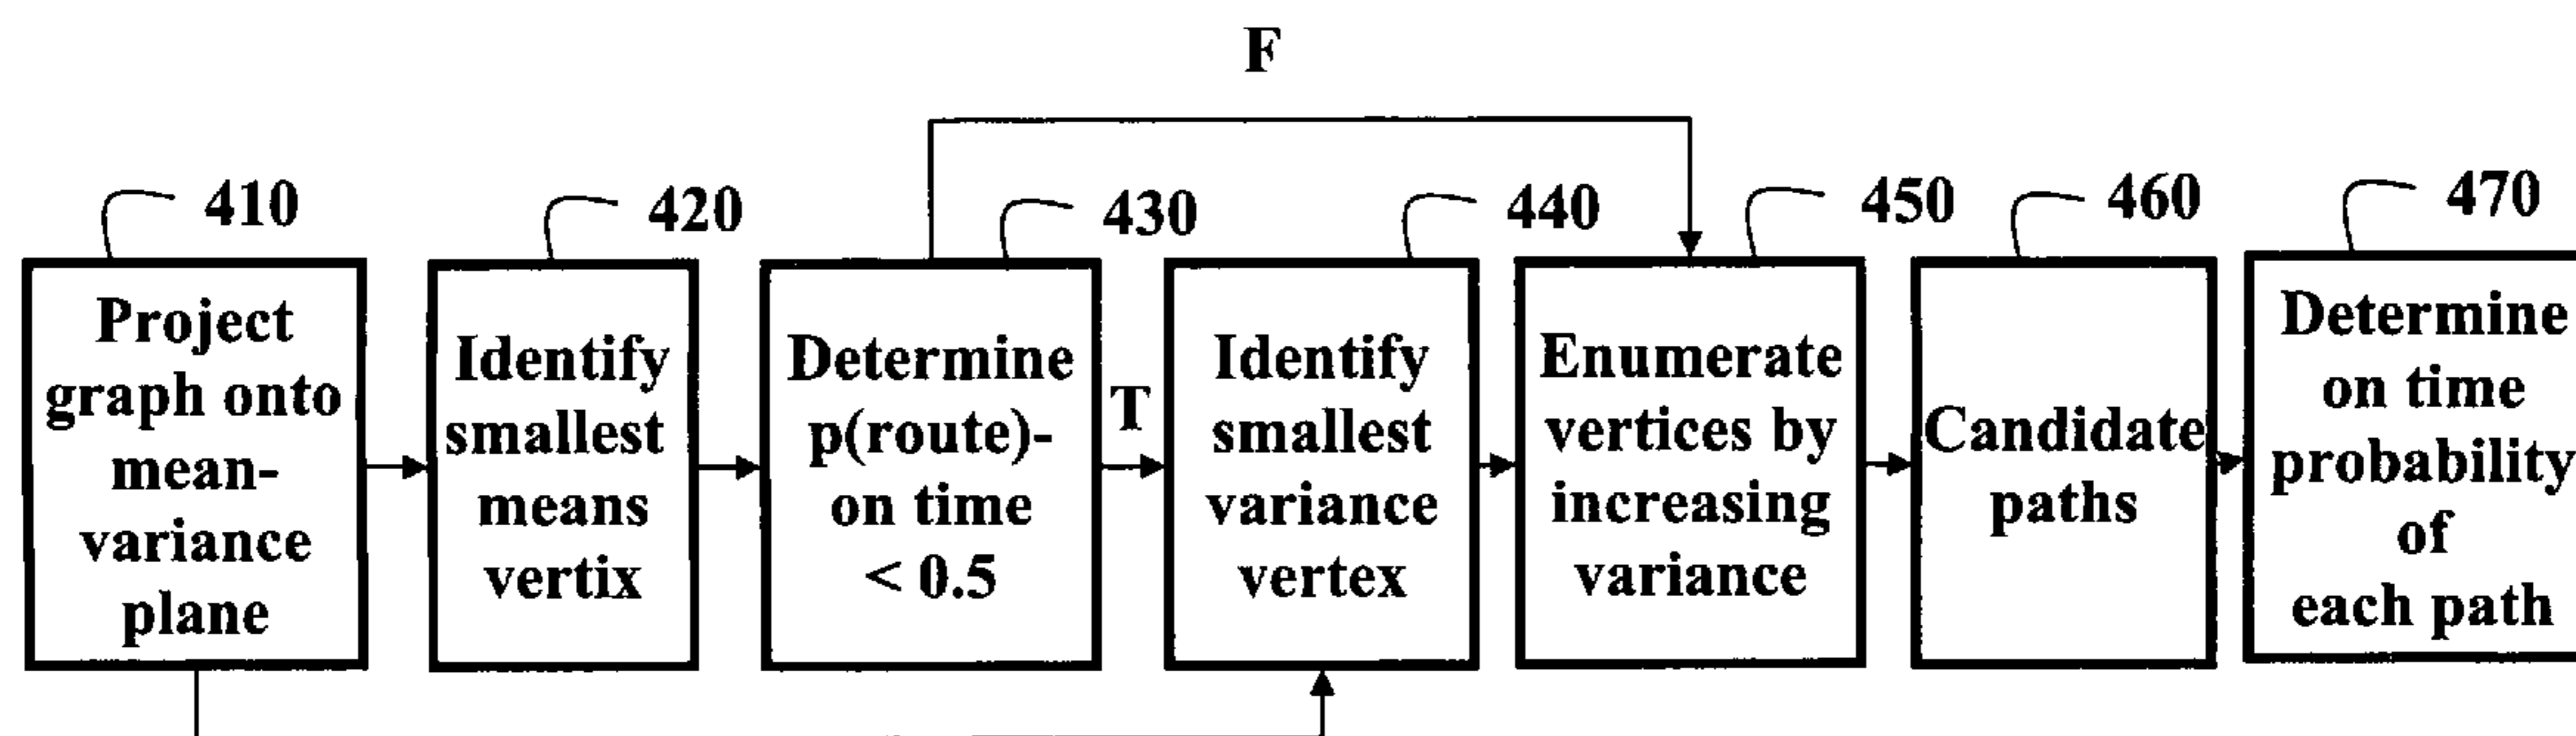 F
410
420
430
440
450
460
470
Project
graph onto
mean-
variance
plane
Identify
smallest
means
vertix
Determine
p(route)-
on time
< 0.5
T
Identify
smallest
variance
vertex
Enumerate
vertices by
increasing
variance
Candidate
paths
Determine
on time
probability
of
each path